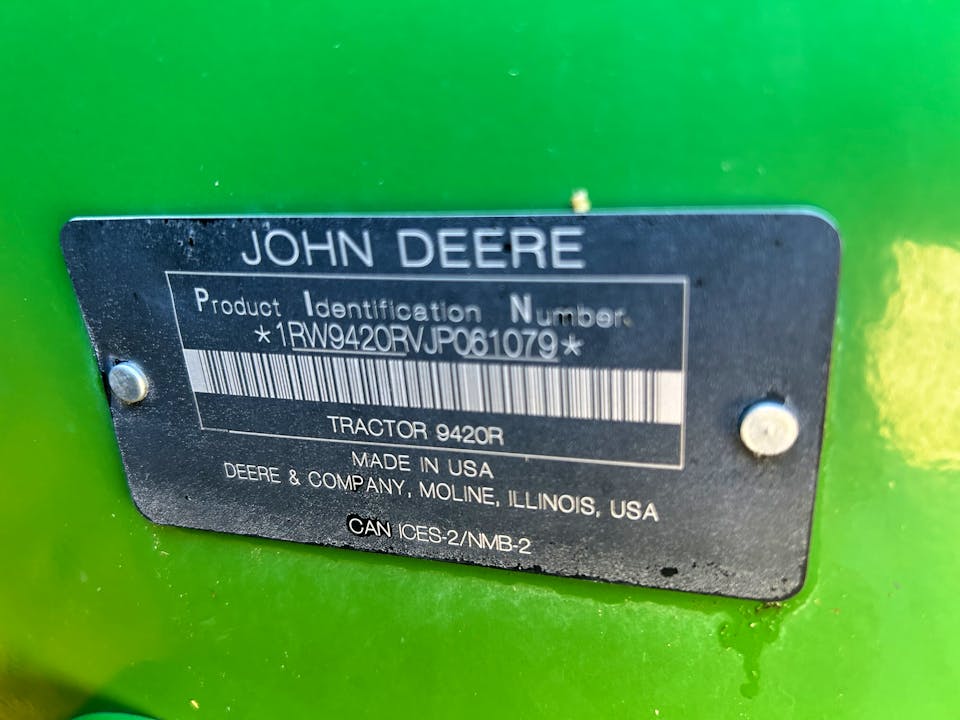 JOHN DEERE
Product Identification Number
*1RW9420RVJP061079*
TRACTOR 9420R
MADE IN USA
DEERE & COMPANY, MOLINE, ILLINOIS, USA
CAN ICES-2/NMB-2